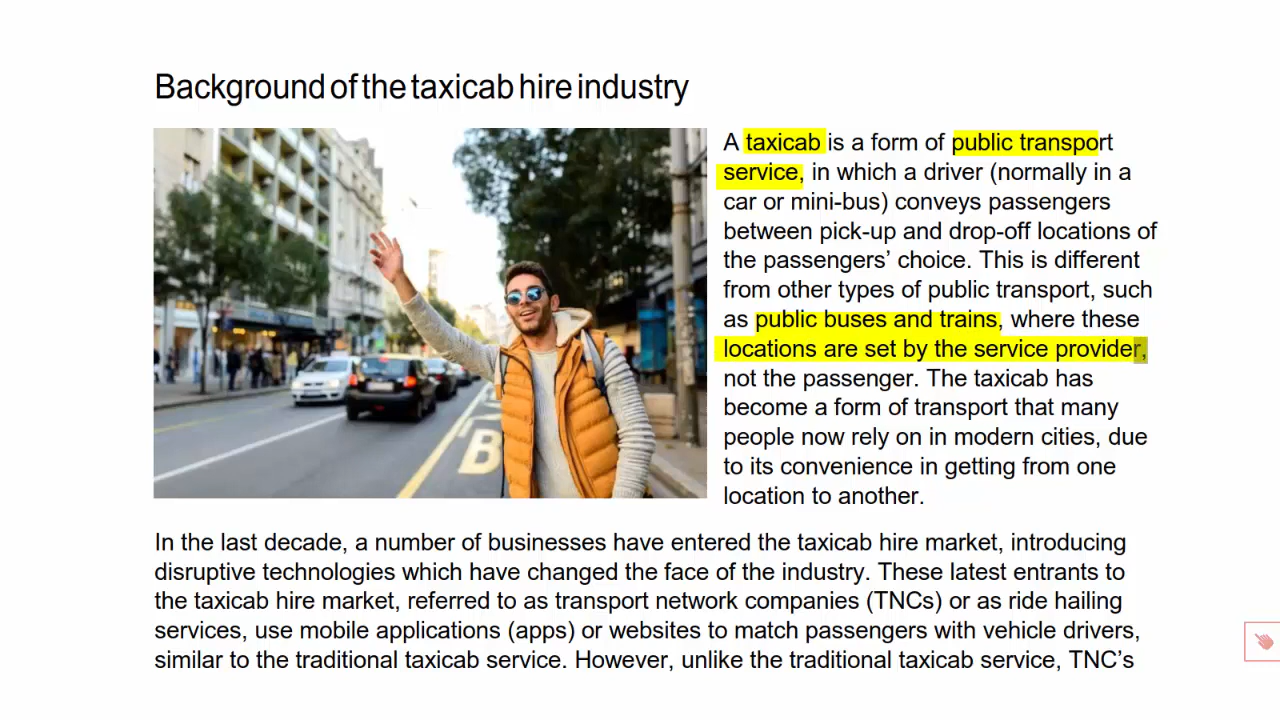 Background of the taxicab hire industry
A taxicab is a form of public transport
service, in which a driver (normally in a
car or mini-bus) conveys passengers
between pick-up and drop-off locations of
the passengers’ choice. This is different
from other types of public transport, such
as public buses and trains, where these
locations are set by the service provider,
not the passenger. The taxicab has
become a form of transport that many
people now rely on in modern cities, due
to its convenience in getting from one
location to another.
B
In the last decade, a number of businesses have entered the taxicab hire market, introducing
disruptive technologies which have changed the face of the industry. These latest entrants to
the taxicab hire market, referred to as transport network companies (TNCs) or as ride hailing
services, use mobile applications (apps) or websites to match passengers with vehicle drivers,
similar to the traditional taxicab service. However, unlike the traditional taxicab service, TNC’s